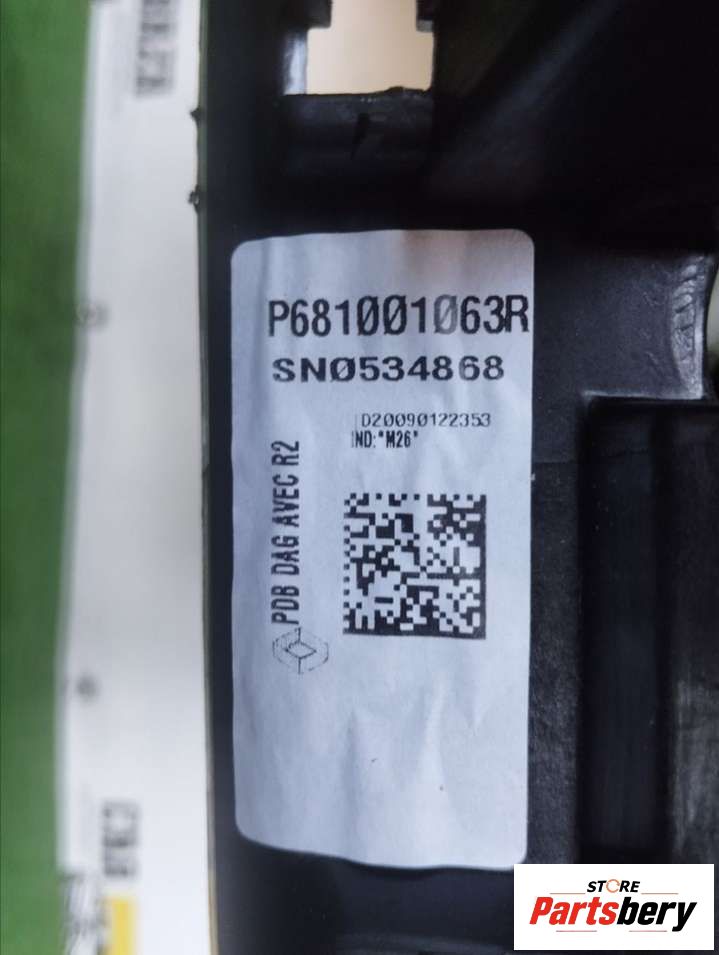 P681001063R
SN0534868
D20090122353
IND:"M26"
PDB DAG AVEC R2
STORE
Partsbery